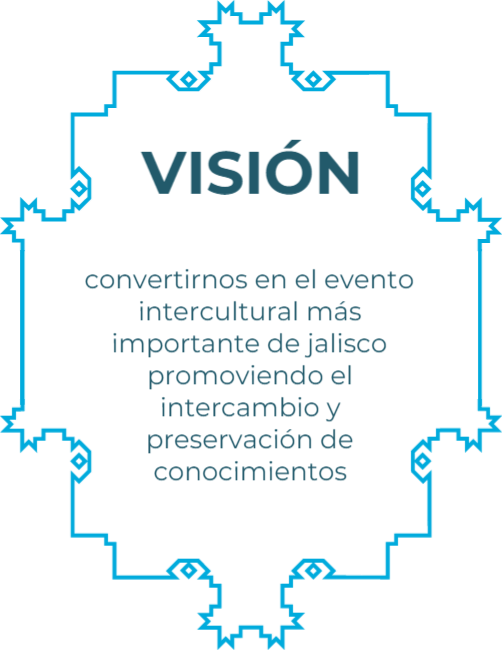 VISIÓN
convertirnos en el evento
intercultural más
importante de jalisco
promoviendo el
intercambio y
preservación de
conocimientos